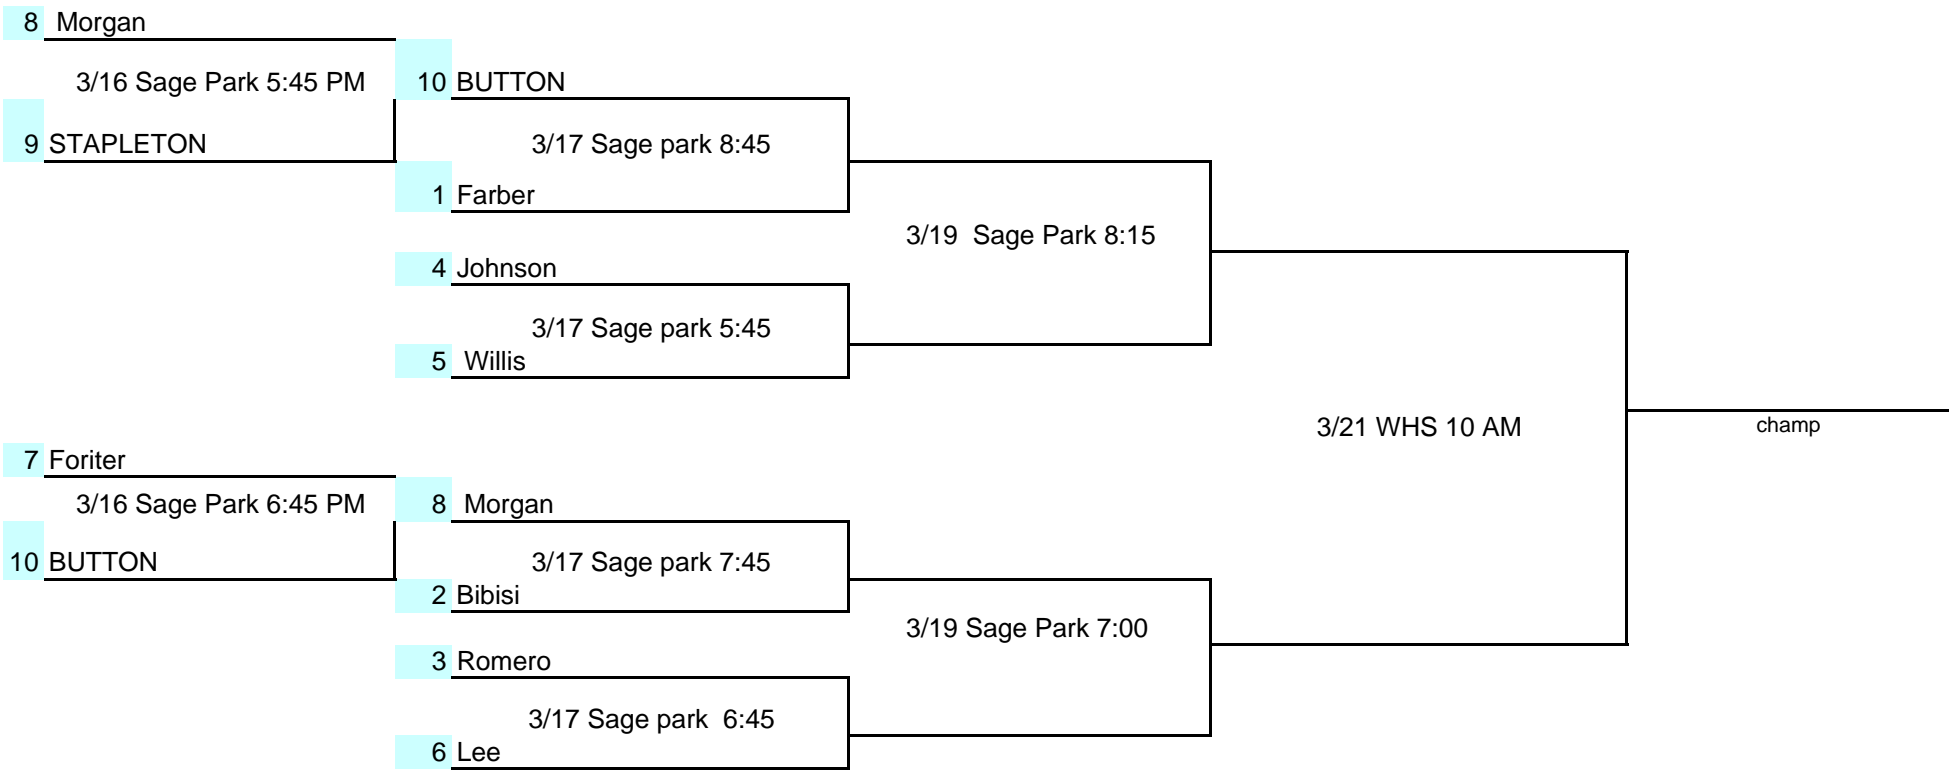 8 Morgan
3/16 Sage Park 5:45 PM
10 BUTTON
9 STAPLETON
3/17 Sage park 8:45
1 Farber
3/19 Sage Park 8:15
4 Johnson
3/17 Sage park 5:45
5 Willis
3/21 WHS 10 AM
champ
7 Foriter
3/16 Sage Park 6:45 PM
8 Morgan
10 BUTTON
3/17 Sage park 7:45
2 Bibisi
3/19 Sage Park 7:00
3 Romero
3/17 Sage park 6:45
6 Lee